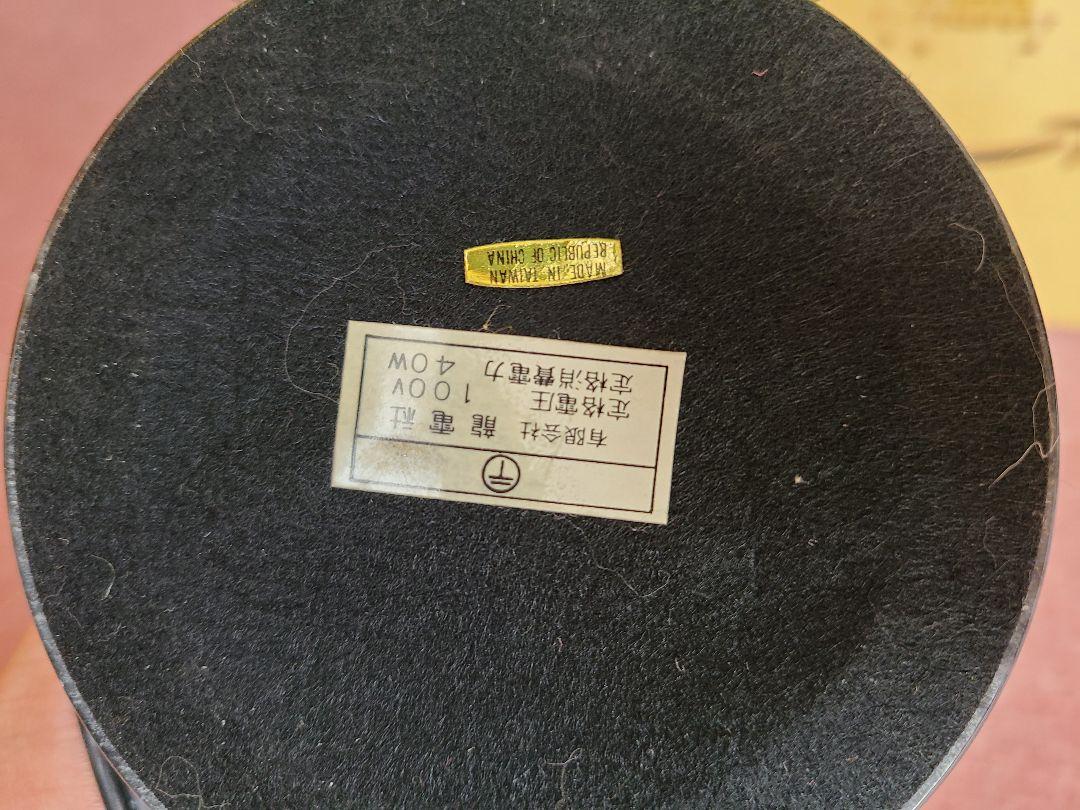 〶
有限会社 龍電社
定格電圧 100V
定格消費電力 40W
MADE IN TAIWAN
REPUBLIC OF CHINA